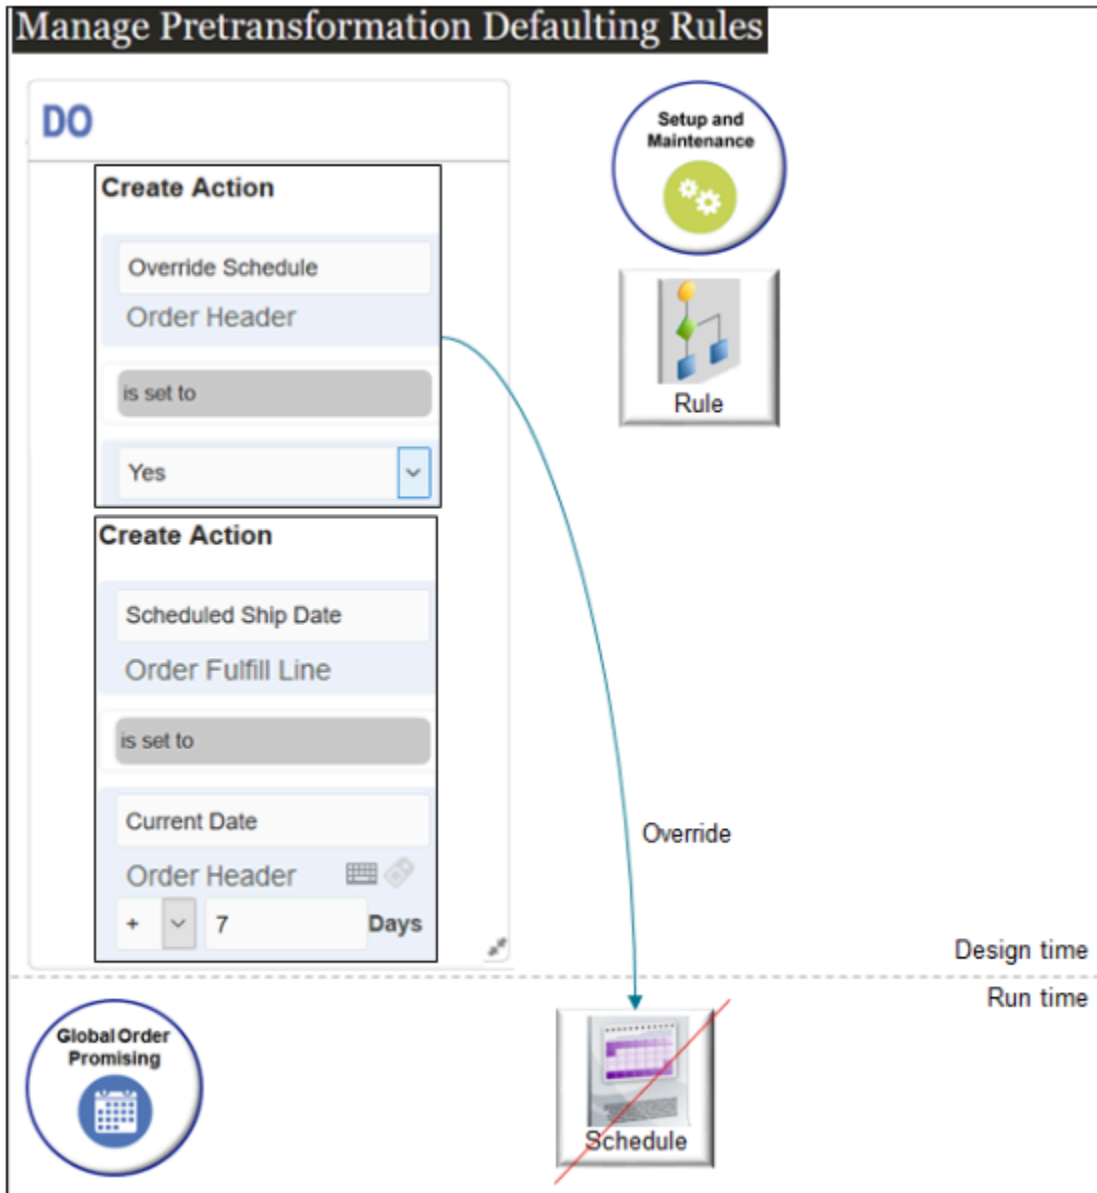 Manage Pretransformation Defaulting Rules
DO
Create Action
Override Schedule
Order Header
is set to
Yes
Create Action
Scheduled Ship Date
Order Fulfill Line
is set to
Current Date
Order Header
+ 7 Days
Setup and
Maintenance
Rule
Override
Design time
Run time
Global Order
Promising
Schedule